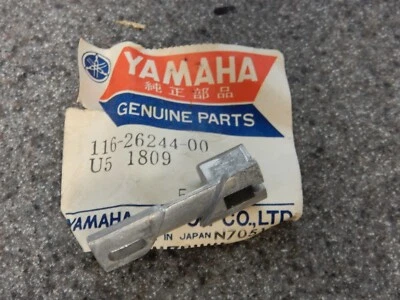 YAMAHA
純正部品
GENUINE PARTS
116-26244-00
U5 1809
YAMAHA CO.,LTD
IN JAPAN N705